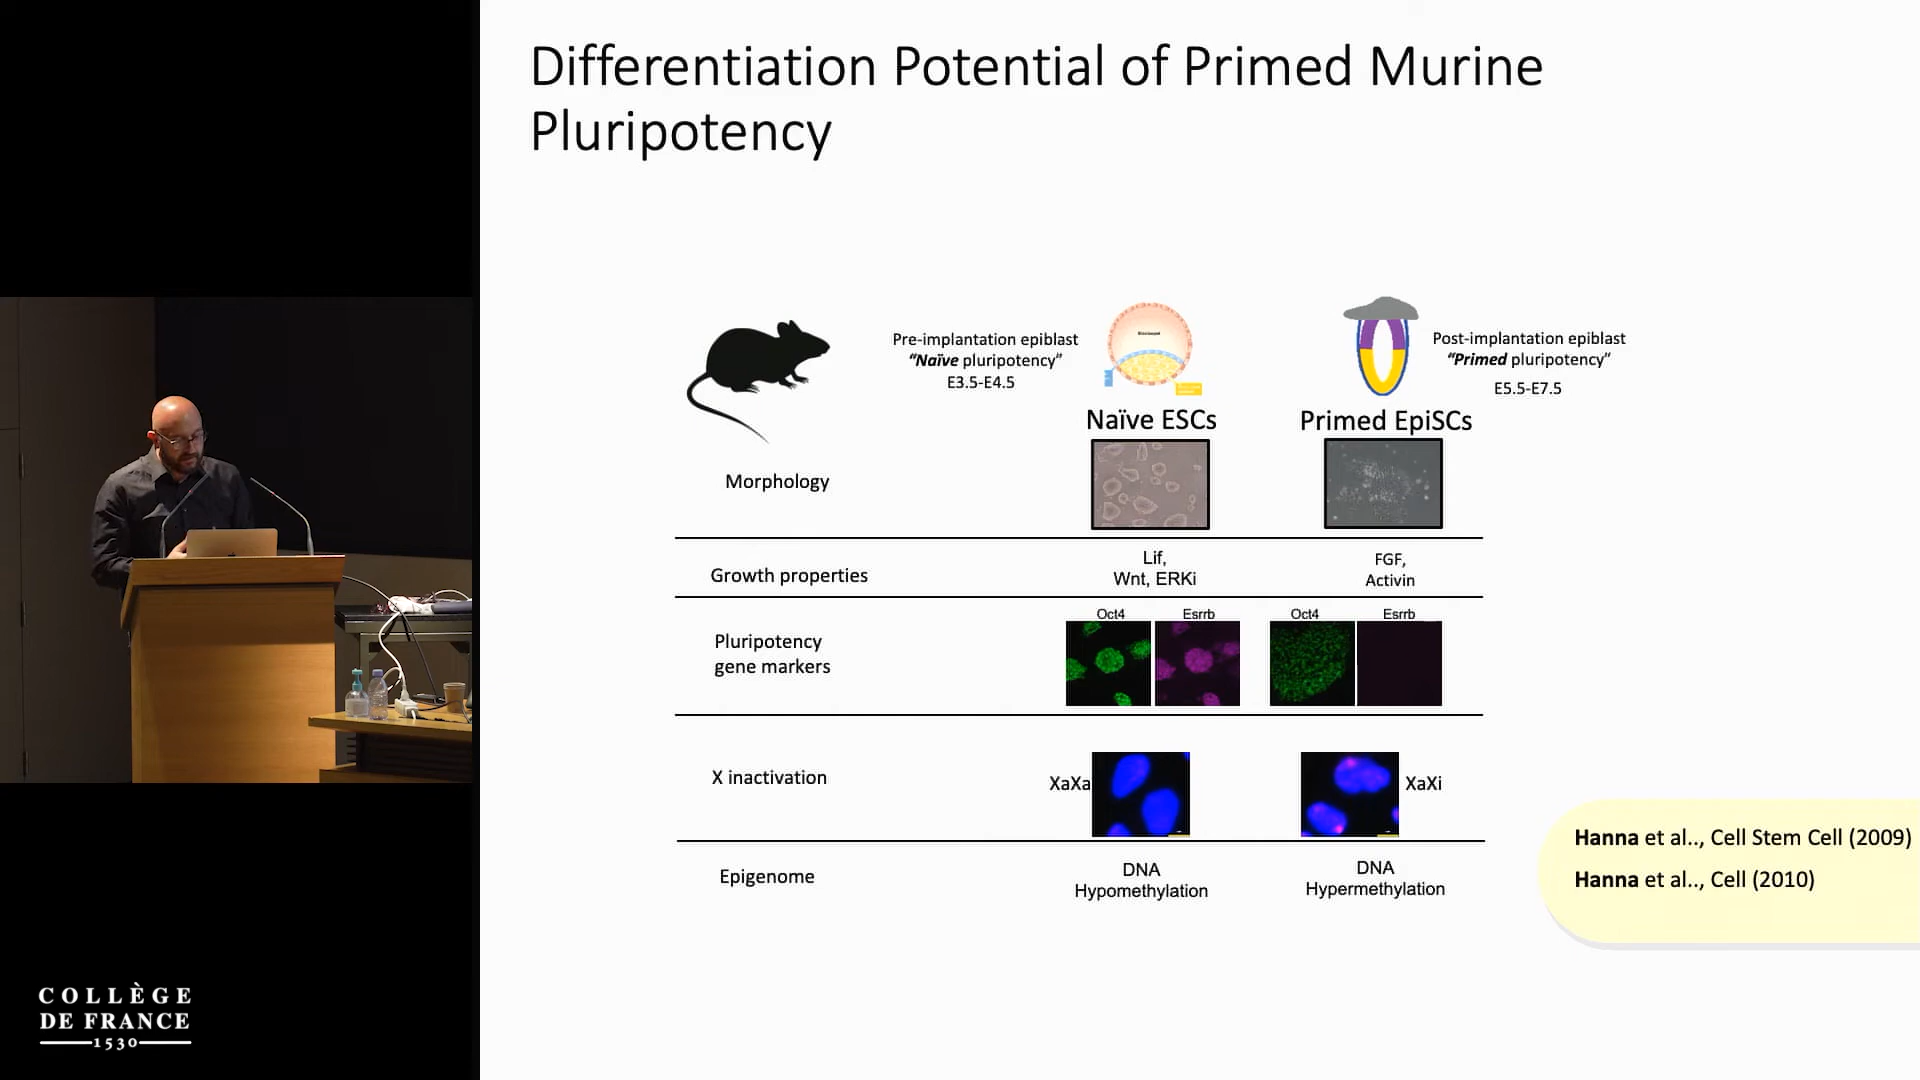 Differentiation Potential of Primed Murine
Pluripotency
Pre-implantation epiblast
“Naïve pluripotency”
E3.5-E4.5
Post-implantation epiblast
“Primed pluripotency”
E5.5-E7.5
Naïve ESCs
Primed EpiSCs
Morphology
Growth properties
Lif,
Wnt, ERKi
FGF,
Activin
Pluripotency
gene markers
Oct4
Esrrb
Oct4
Esrrb
X inactivation
XaXa
XaXi
Epigenome
DNA
Hypomethylation
DNA
Hypermethylation
Hanna et al.., Cell Stem Cell (2009)
Hanna et al.., Cell (2010)
COLLÈGE
DE FRANCE
1530